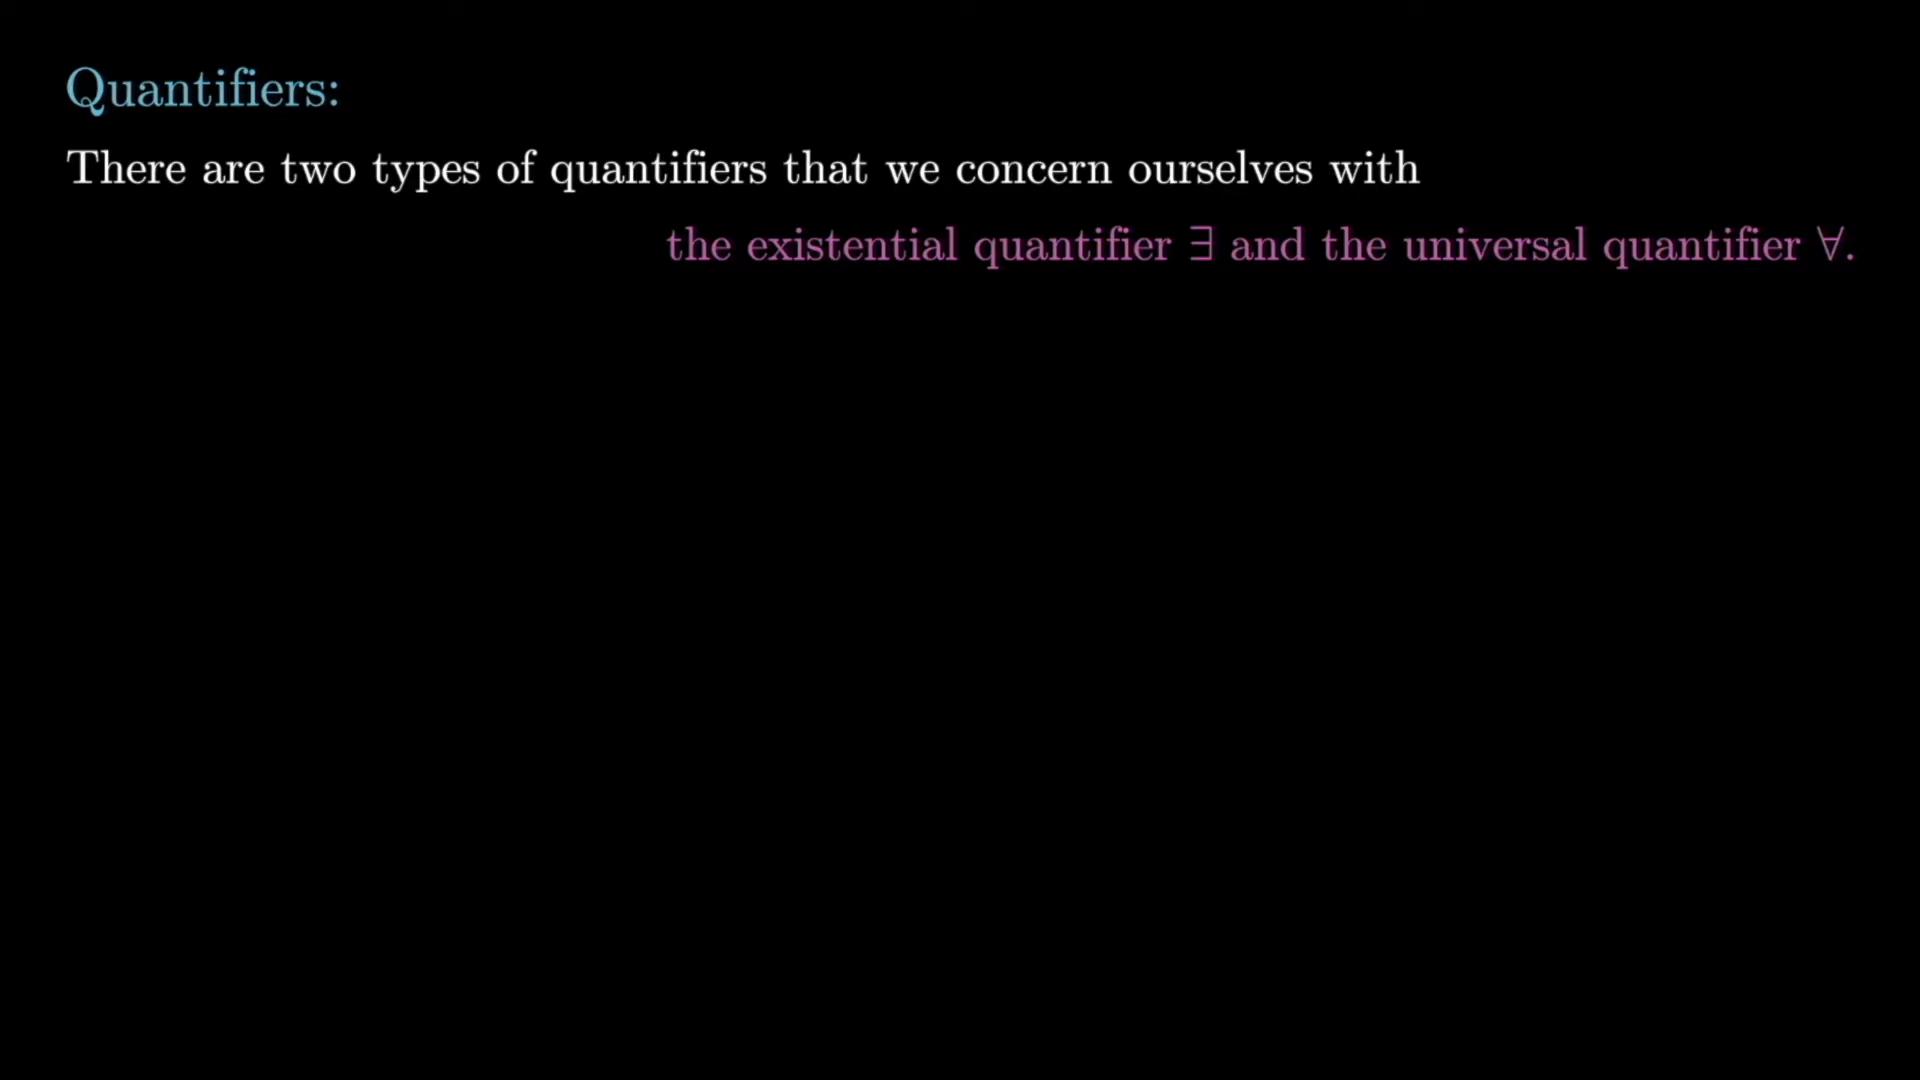 Quantifiers:
There are two types of quantifiers that we concern ourselves with
the existential quantifier ∃ and the universal quantifier ∀.